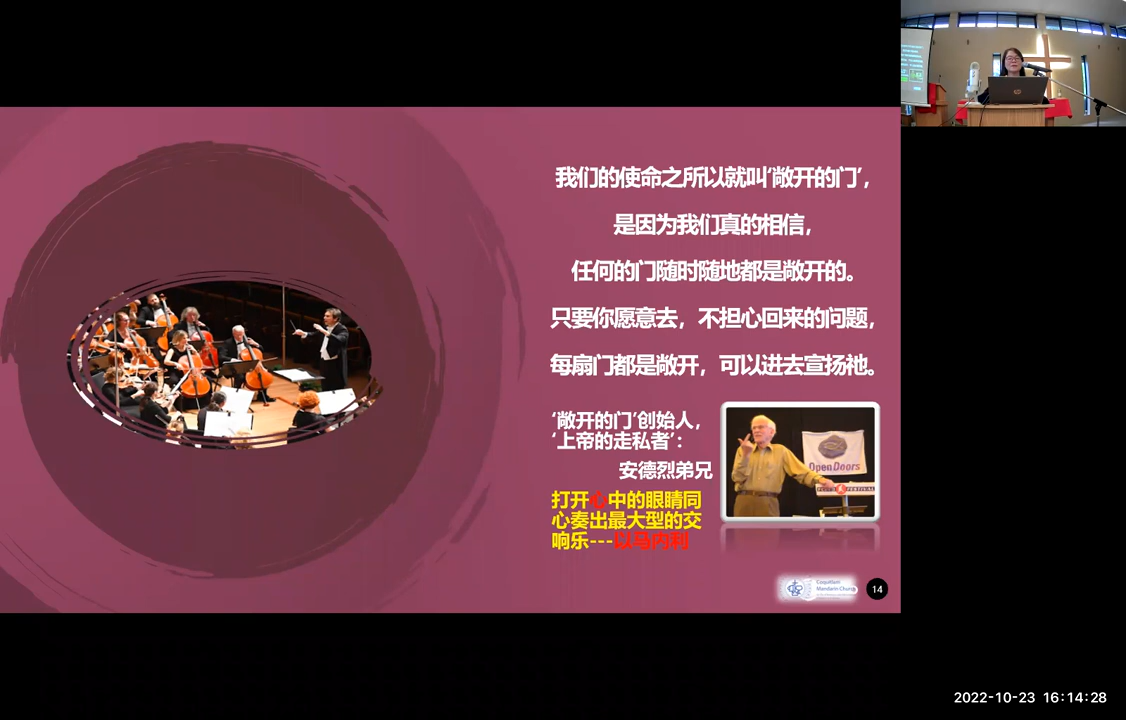 我们的使命之所以就叫‘敞开的门’，
是因为我们真的相信，
任何的门随时随地都是敞开的。
只要你愿意去，不担心回来的问题，
每扇门都是敞开，可以进去宣扬祂。
‘敞开的门’创始人，
‘上帝的走私者’：
安德烈弟兄
打开心中的眼睛同
心奏出最大型的交
响乐---以马内利
OpenDoors
Coquitlam
Mandarin Church
14
2022-10-23 16:14:28